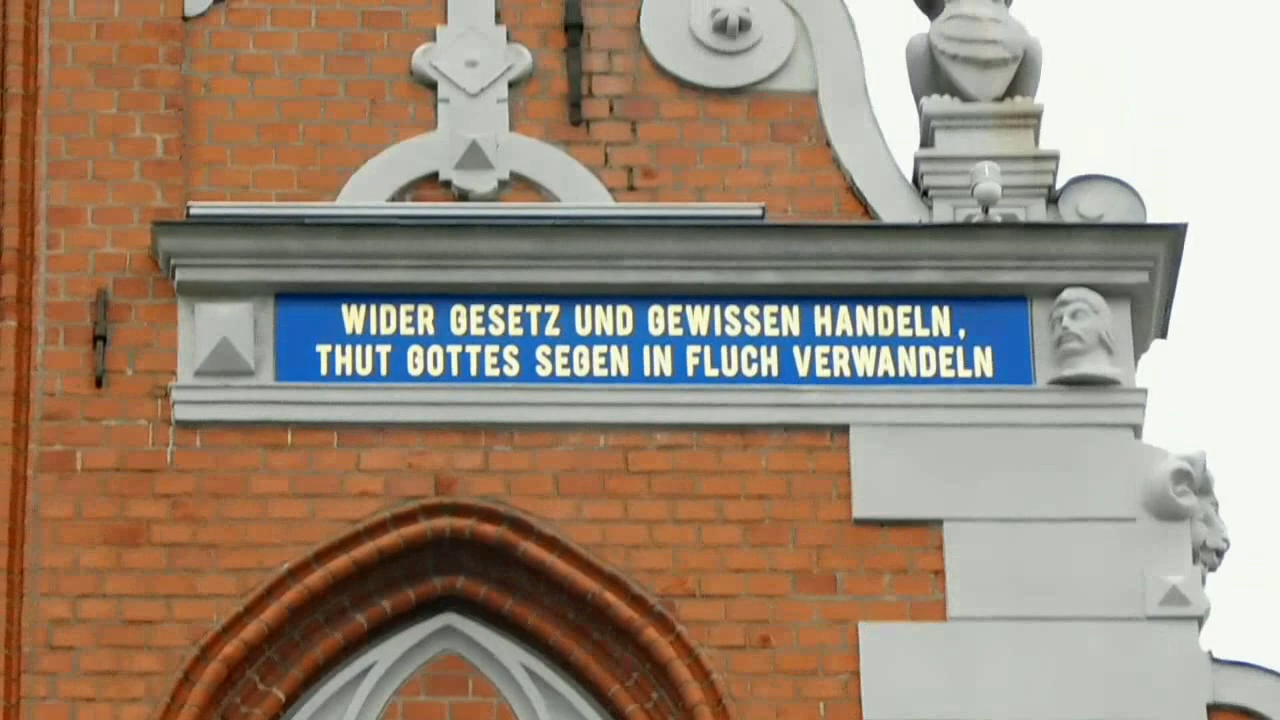 WIDER GESETZ UND GEWISSEN HANDELN,
THUT GOTTES SEGEN IN FLUCH VERWANDELN